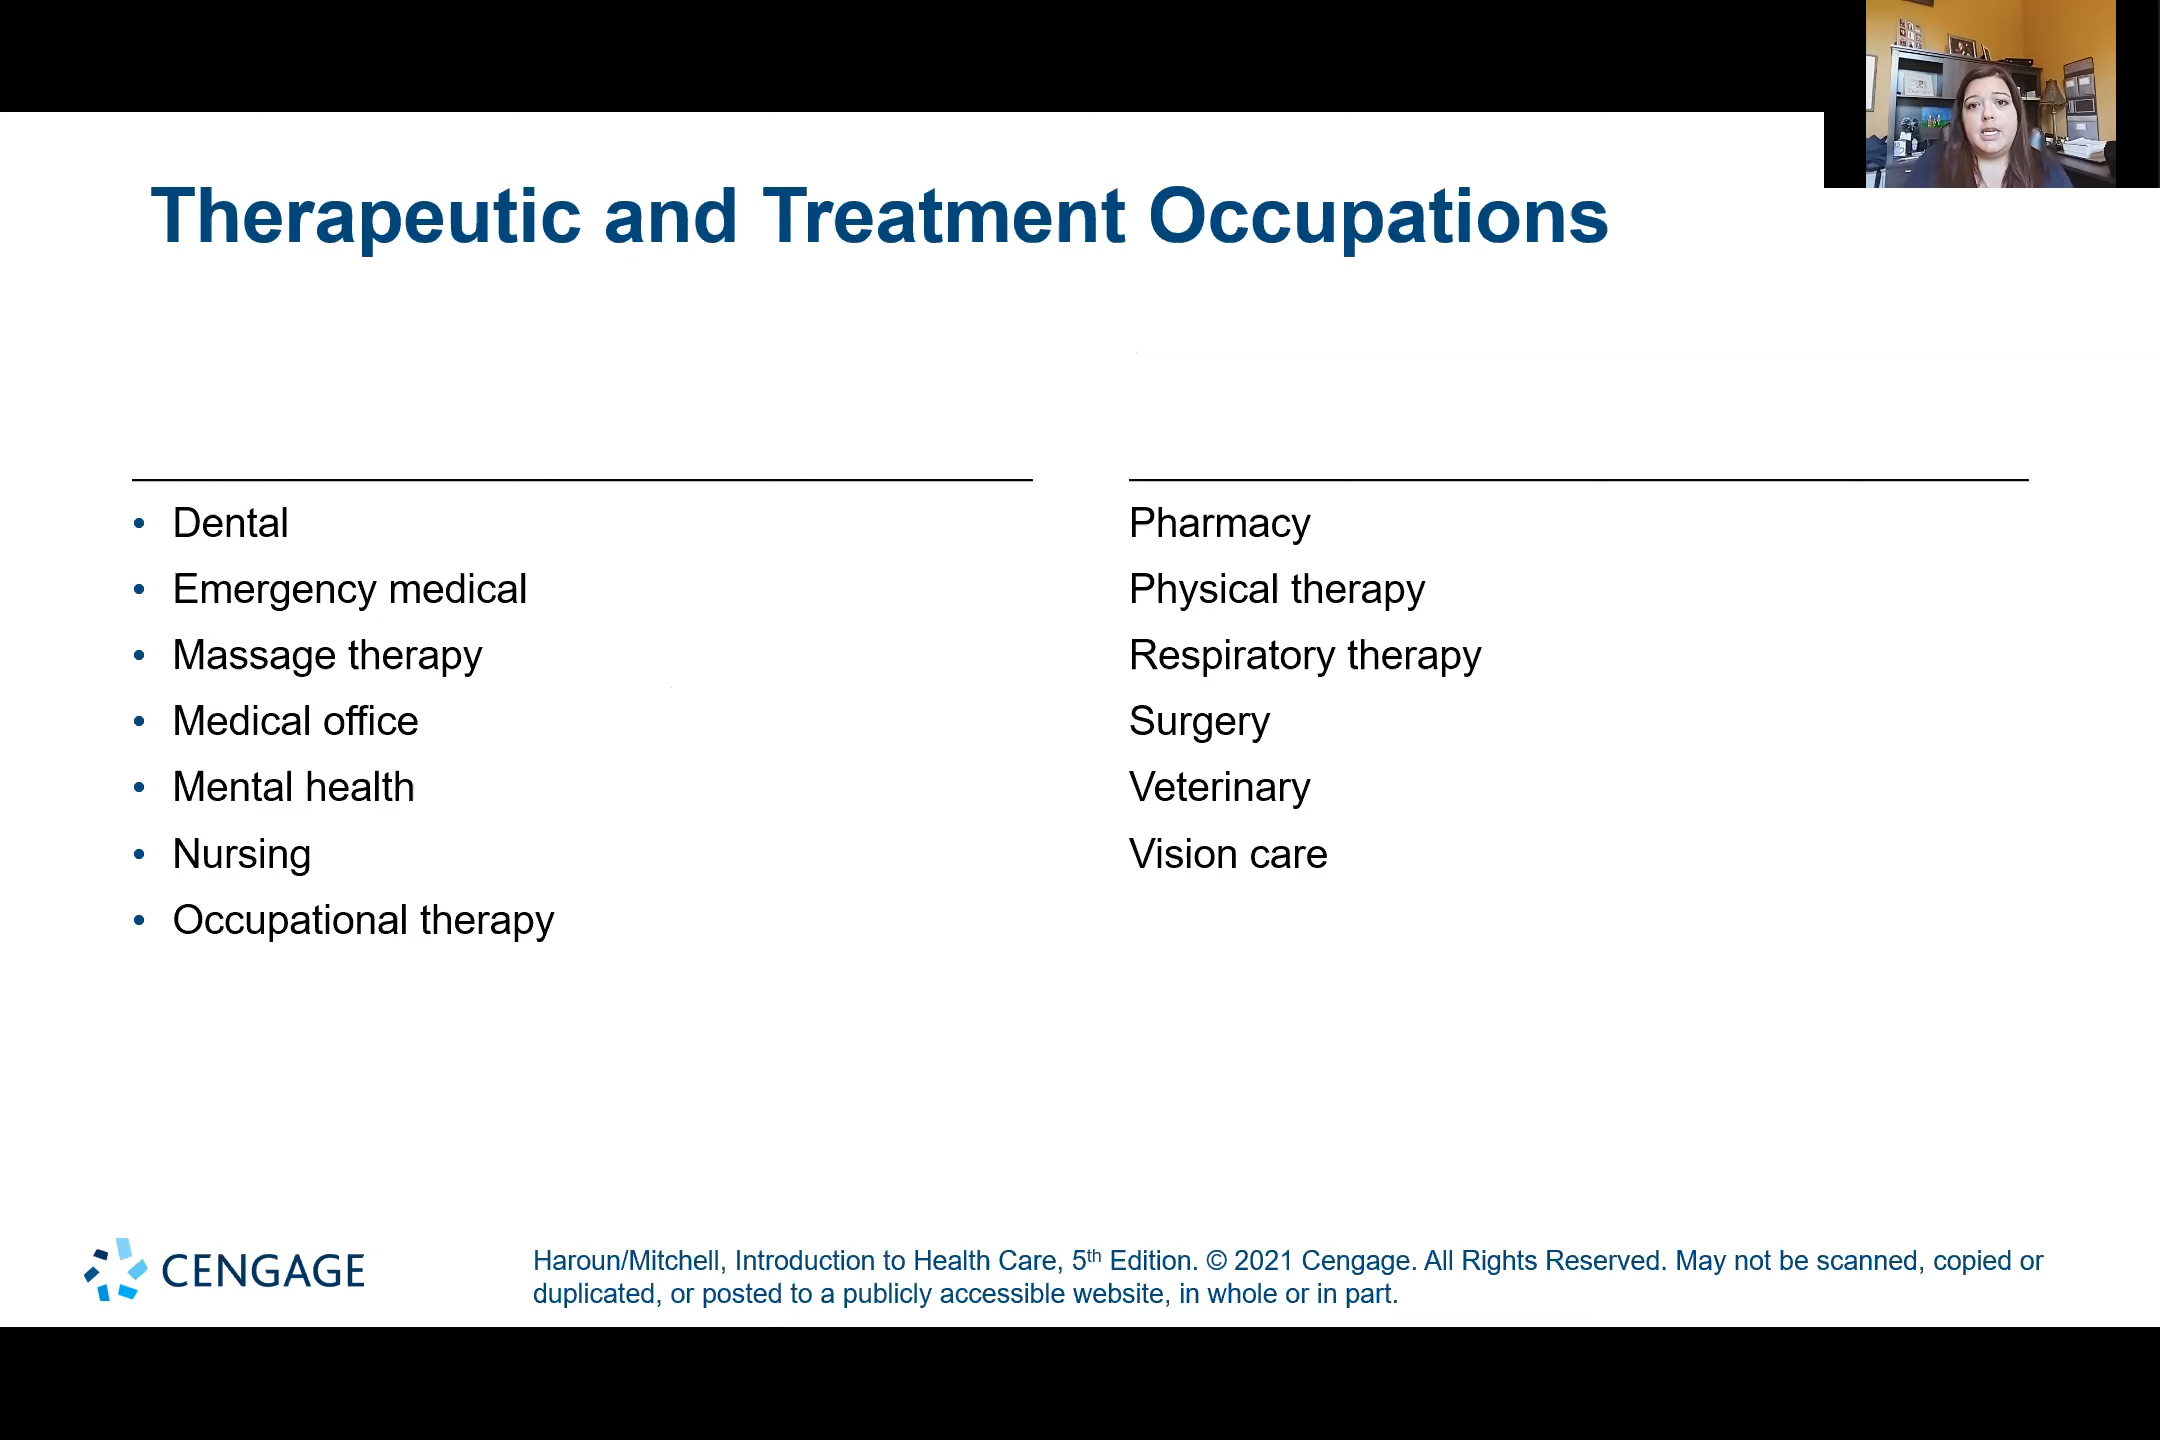 Therapeutic and Treatment Occupations
• Dental
• Emergency medical
• Massage therapy
• Medical office
• Mental health
• Nursing
• Occupational therapy
Pharmacy
Physical therapy
Respiratory therapy
Surgery
Veterinary
Vision care
CENGAGE
Haroun/Mitchell, Introduction to Health Care, 5th Edition. © 2021 Cengage. All Rights Reserved. May not be scanned, copied or
duplicated, or posted to a publicly accessible website, in whole or in part.